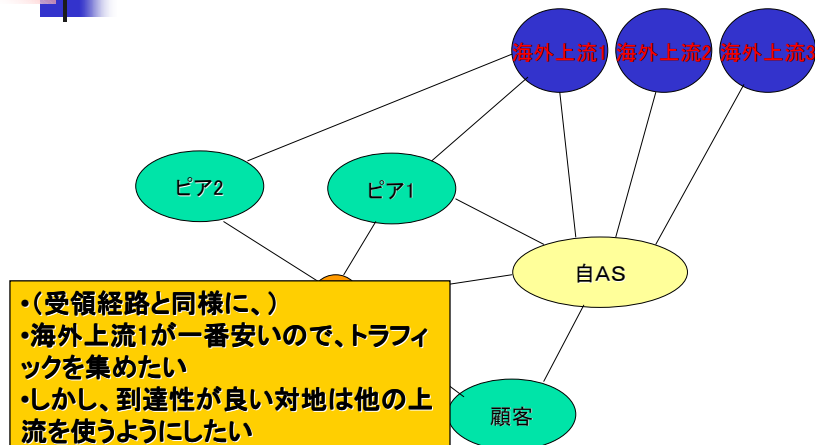 海外上流1 海外上流2 海外上流3
ピア2 ピア1
自AS
•(受領経路と同様に、)
•海外上流1が一番安いので、トラフィ
ックを集めたい
•しかし、到達性が良い対地は他の上
流を使うようにしたい
顧客